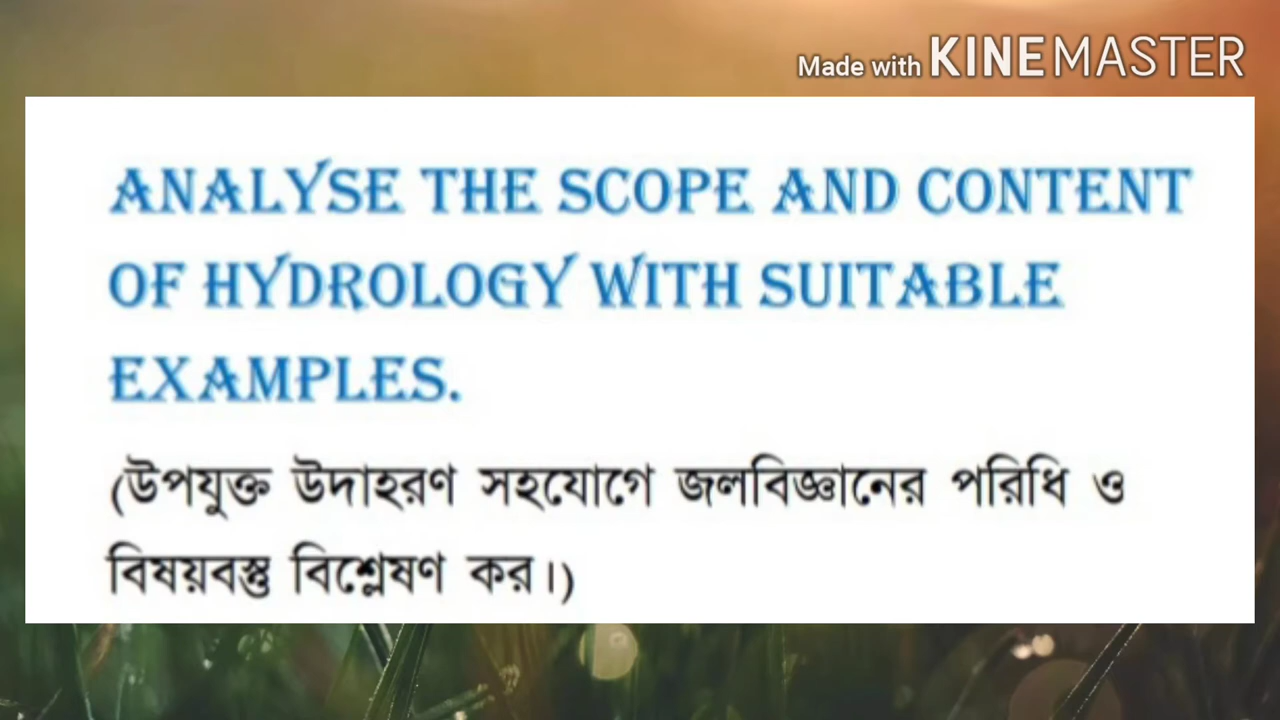 Made with KINEMASTER
ANALYSE THE SCOPE AND CONTENT
OF HYDROLOGY WITH SUITABLE
EXAMPLES.
(উপযুক্ত উদাহরণ সহযোগে জলবিজ্ঞানের পরিধি ও
বিষয়বস্তু বিশ্লেষণ কর।)